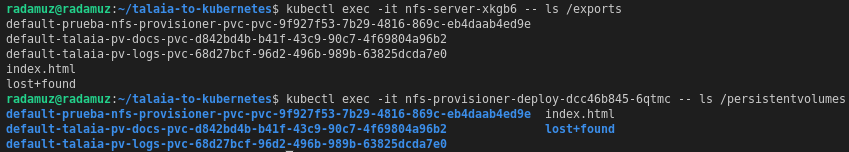 radamuz@radamuz:~/talaia-to-kubernetes$ kubectl exec -it nfs-server-xkgb6 -- ls /exports
default-prueba-nfs-provisioner-pvc-pvc-9f927f53-7b29-4816-869c-eb4daab4ed9e
default-talaia-pv-docs-pvc-d842bd4b-b41f-43c9-90c7-4f69804a96b2
default-talaia-pv-logs-pvc-68d27bcf-96d2-496b-989b-63825dcda7e0
index.html
lost+found
radamuz@radamuz:~/talaia-to-kubernetes$ kubectl exec -it nfs-provisioner-deploy-dcc46b845-6qtmc -- ls /persistentvolumes
default-prueba-nfs-provisioner-pvc-pvc-9f927f53-7b29-4816-869c-eb4daab4ed9e  index.html
default-talaia-pv-docs-pvc-d842bd4b-b41f-43c9-90c7-4f69804a96b2              lost+found
default-talaia-pv-logs-pvc-68d27bcf-96d2-496b-989b-63825dcda7e0